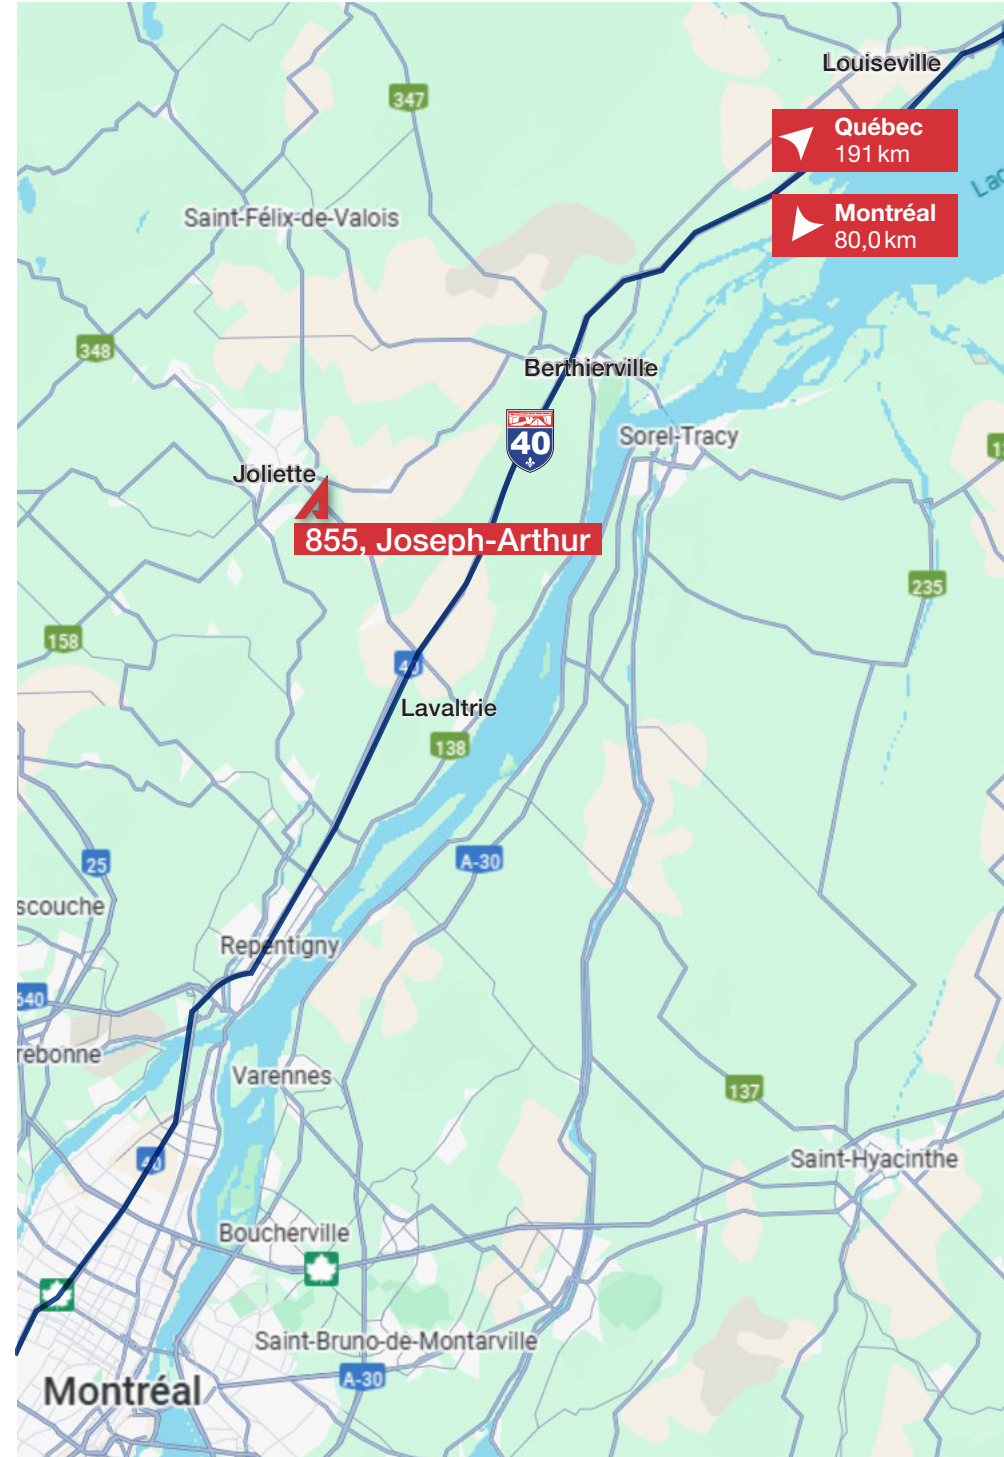 Louiseville
347
Québec
191 km
Lac
Saint-Félix-de-Valois
Montréal
80,0 km
348
Berthierville
40
Sorel-Tracy
Joliette
855, Joseph-Arthur
235
158
40
Lavaltrie
138
25
A-30
scouche
Repentigny
640
rebonne
Varennes
137
40
Saint-Hyacinthe
Boucherville
Saint-Bruno-de-Montarville
A-30
Montréal